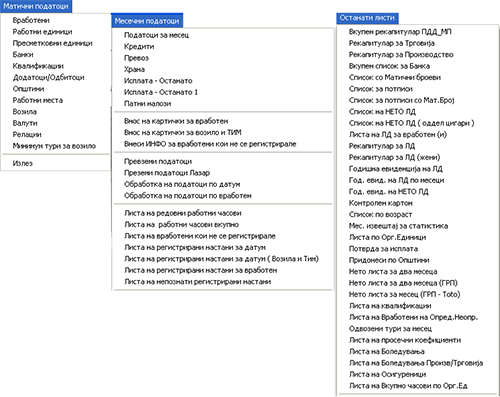 Матични податоци
Вработени
Работни единици
Пресметковни единици
Банки
Квалификации
Додатоци/Одбитоци
Општини
Работни места
Возила
Валути
Релации
Миникум тури за возило
Излез
Месечни податоци
Податоци за месец
Кредити
Превоз
Храна
Исплата - Останато
Исплата - Останато 1
Патни налози
Внос на картички за вработен
Внос на картички за возило и ТИМ
Внеси ИНФО за вработени кои не се регистрирале
Превзени податоци
Презени податоци Лазар
Обработка на податоци по датум
Обработка на податоци по вработен
Листа на редовни работни часови
Листа на работни часови вкупно
Листа на вработени кои не се регистрирале
Листа на регистрирани настани за датум
Листа на регистрирани настани за датум ( Возила и Тим)
Листа на регистрирани настани за вработен
Листа на непознати регистрирани настани
Останати листи
Вкупен рекапитулар ПДД_МП
Рекапитулар за Трговија
Рекапитулар за Производство
Вкупен список за Банка
Список со Матични броеви
Список за потписи
Список за потписи со Мат.Број
Список на НЕТО ЛД
Список на НЕТО ЛД ( оддел цигари )
Листа на ЛД за вработен (и)
Рекапитулар за ЛД
Рекапитулар за ЛД (жени)
Годишна евиденција на ЛД
Год. евид. на ЛД по месеци
Год. евид. на НЕТО ЛД
Контролен картон
Список по возраст
Мес. извештај за статистика
Листа по Орг.Единици
Потврда за исплата
Придонеси по Општини
Нето листа за два месеца
Нето листа за два месеца (ГРП)
Нето листа за месец (ГРП - Toto)
Листа на квалификации
Листа на Вработени на Опред.Неопр.
Одвозени тури за месец
Листа на просечни коефициенти
Листа на Боледувања
Листа на Боледувања Произв/Трговија
Листа на Осигуреници
Листа на Вкупно часови по Орг.Ед